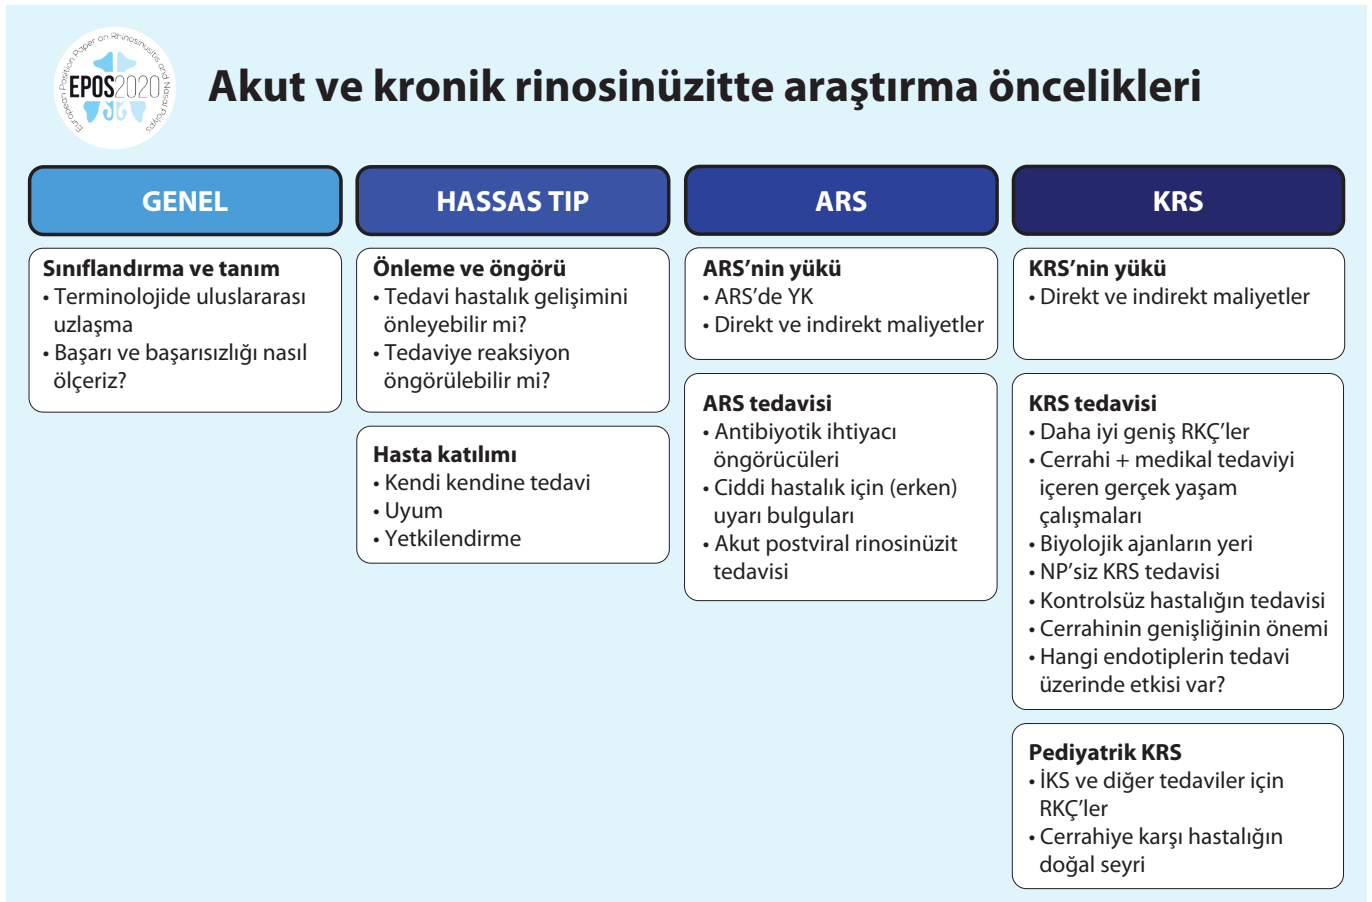 European Position Paper on Rhinosinusitis and Nasal Polyps
EPOS2020
Akut ve kronik rinosinüzitte araştırma öncelikleri
GENEL
Sınıflandırma ve tanım
• Terminolojide uluslararası
uzlaşma
• Başarı ve başarısızlığı nasıl
ölçeriz?
HASSAS TIP
Önleme ve öngörü
• Tedavi hastalık gelişimini
önleyebilir mi?
• Tedaviye reaksiyon
öngörülebilir mi?
Hasta katılımı
• Kendi kendine tedavi
• Uyum
• Yetkilendirme
ARS
ARS’nin yükü
• ARS’de YK
• Direkt ve indirekt maliyetler
ARS tedavisi
• Antibiyotik ihtiyacı
öngörücüleri
• Ciddi hastalık için (erken)
uyarı bulguları
• Akut postviral rinosinüzit
tedavisi
KRS
KRS’nin yükü
• Direkt ve indirekt maliyetler
KRS tedavisi
• Daha iyi geniş RKÇ’ler
• Cerrahi + medikal tedaviyi
içeren gerçek yaşam
çalışmaları
• Biyolojik ajanların yeri
• NP’siz KRS tedavisi
• Kontrolsüz hastalığın tedavisi
• Cerrahinin genişliğinin önemi
• Hangi endotiplerin tedavi
üzerinde etkisi var?
Pediyatrik KRS
• İKS ve diğer tedaviler için
RKÇ’ler
• Cerrahiye karşı hastalığın
doğal seyri